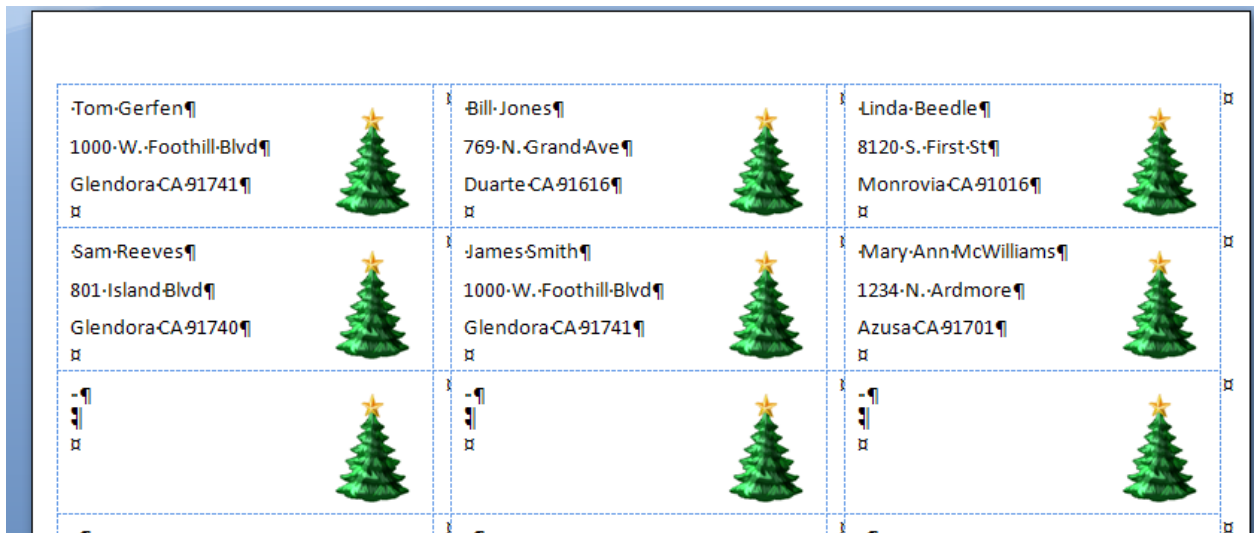 Tom Gerfen¶
1000 W. Foothill Blvd¶
Glendora CA 91741¶
¤
Bill Jones¶
769 N. Grand Ave¶
Duarte CA 91616¶
¤
Linda Beedle¶
8120 S. First St¶
Monrovia CA 91016¶
¤
Sam Reeves¶
801 Island Blvd¶
Glendora CA 91740¶
¤
James Smith¶
1000 W. Foothill Blvd¶
Glendora CA 91741¶
¤
Mary Ann McWilliams¶
1234 N. Ardmore¶
Azusa CA 91701¶
¤
-¶
¶
¤
-¶
¶
¤
-¶
¶
¤